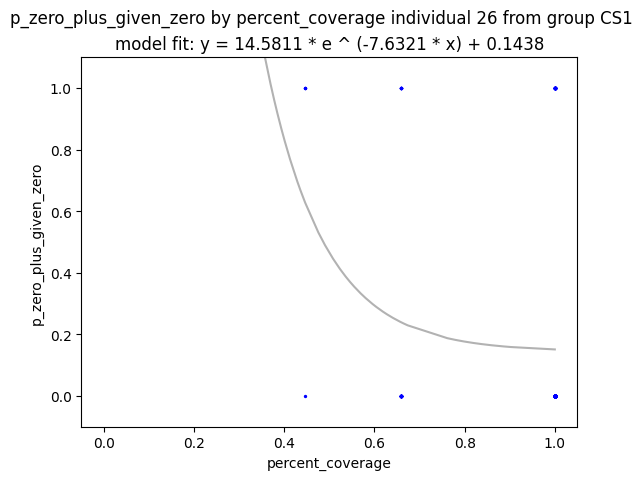 p_zero_plus_given_zero by percent_coverage individual 26 from group CS1
model fit: y = 14.5811 * e ^ (-7.6321 * x) + 0.1438
1.0
0.8
0.6
0.4
0.2
0.0
p_zero_plus_given_zero
0.0 0.2 0.4 0.6 0.8 1.0
percent_coverage